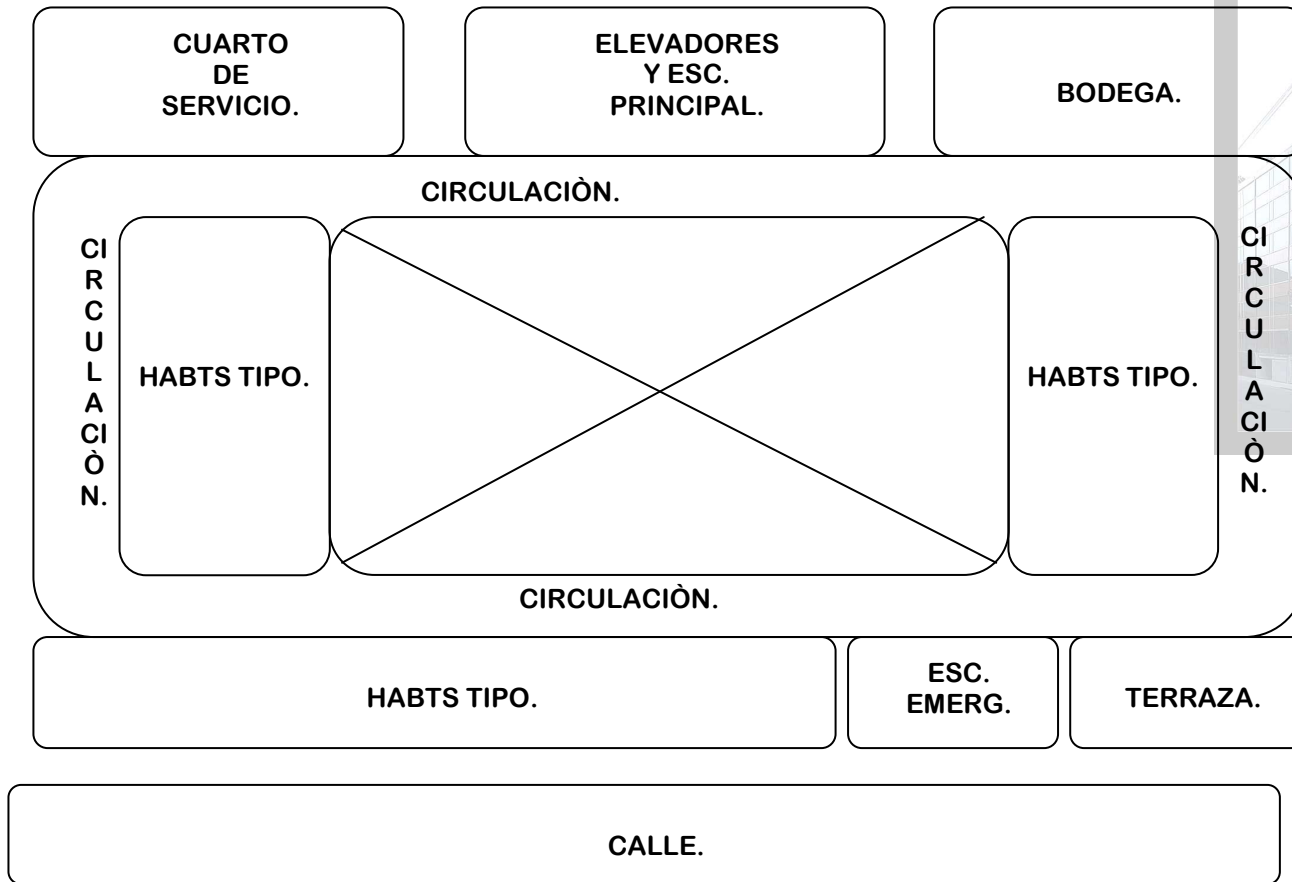 CUARTO
DE
SERVICIO.
ELEVADORES
Y ESC.
PRINCIPAL.
BODEGA.
CIRCULACIÒN.
CI
R
C
U
L
A
CI
Ò
N.
HABTS TIPO.
HABTS TIPO.
CI
R
C
U
L
A
CI
Ò
N.
CIRCULACIÒN.
HABTS TIPO.
ESC.
EMERG.
TERRAZA.
CALLE.